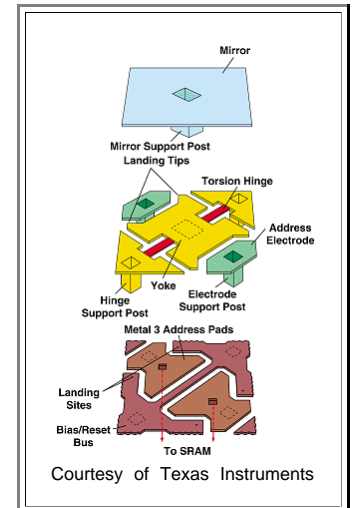 Mirror
Mirror Support Post
Landing Tips
Torsion Hinge
Address
Electrode
Yoke
Hinge
Support Post
Electrode
Support Post
Metal 3 Address Pads
Landing
Sites
Bias/Reset
Bus
To SRAM
Courtesy of Texas Instruments